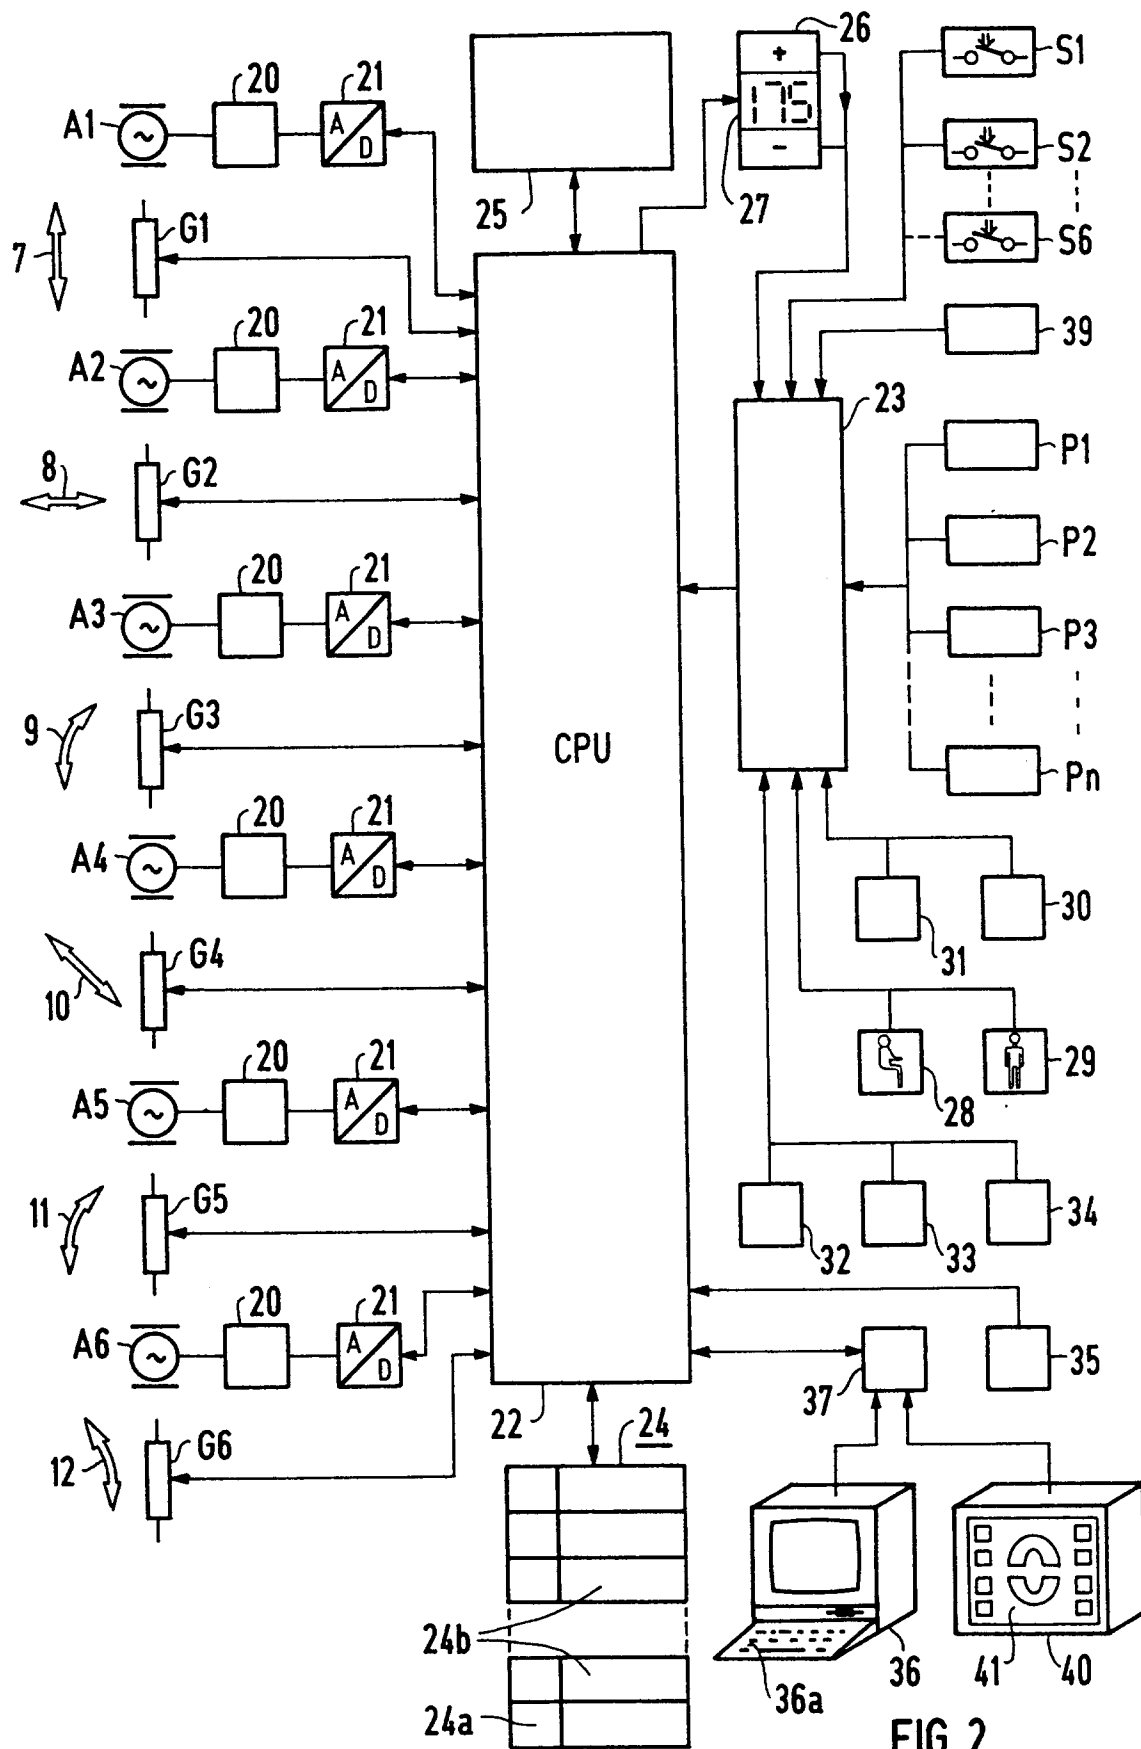 26
+
175
-
27
S1
S2
S6
39
20
21
A1
A
D
25
7
G1
20
21
A2
A
D
23
8
G2
P1
P2
P3
Pn
20
21
A3
A
D
9
G3
CPU
20
21
A4
A
D
31
30
10
G4
28
29
20
21
A5
A
D
11
G5
32
33
34
20
21
A6
A
D
37
35
22
24
12
G6
24b
24a
36a
36
41
40
FIG. 2